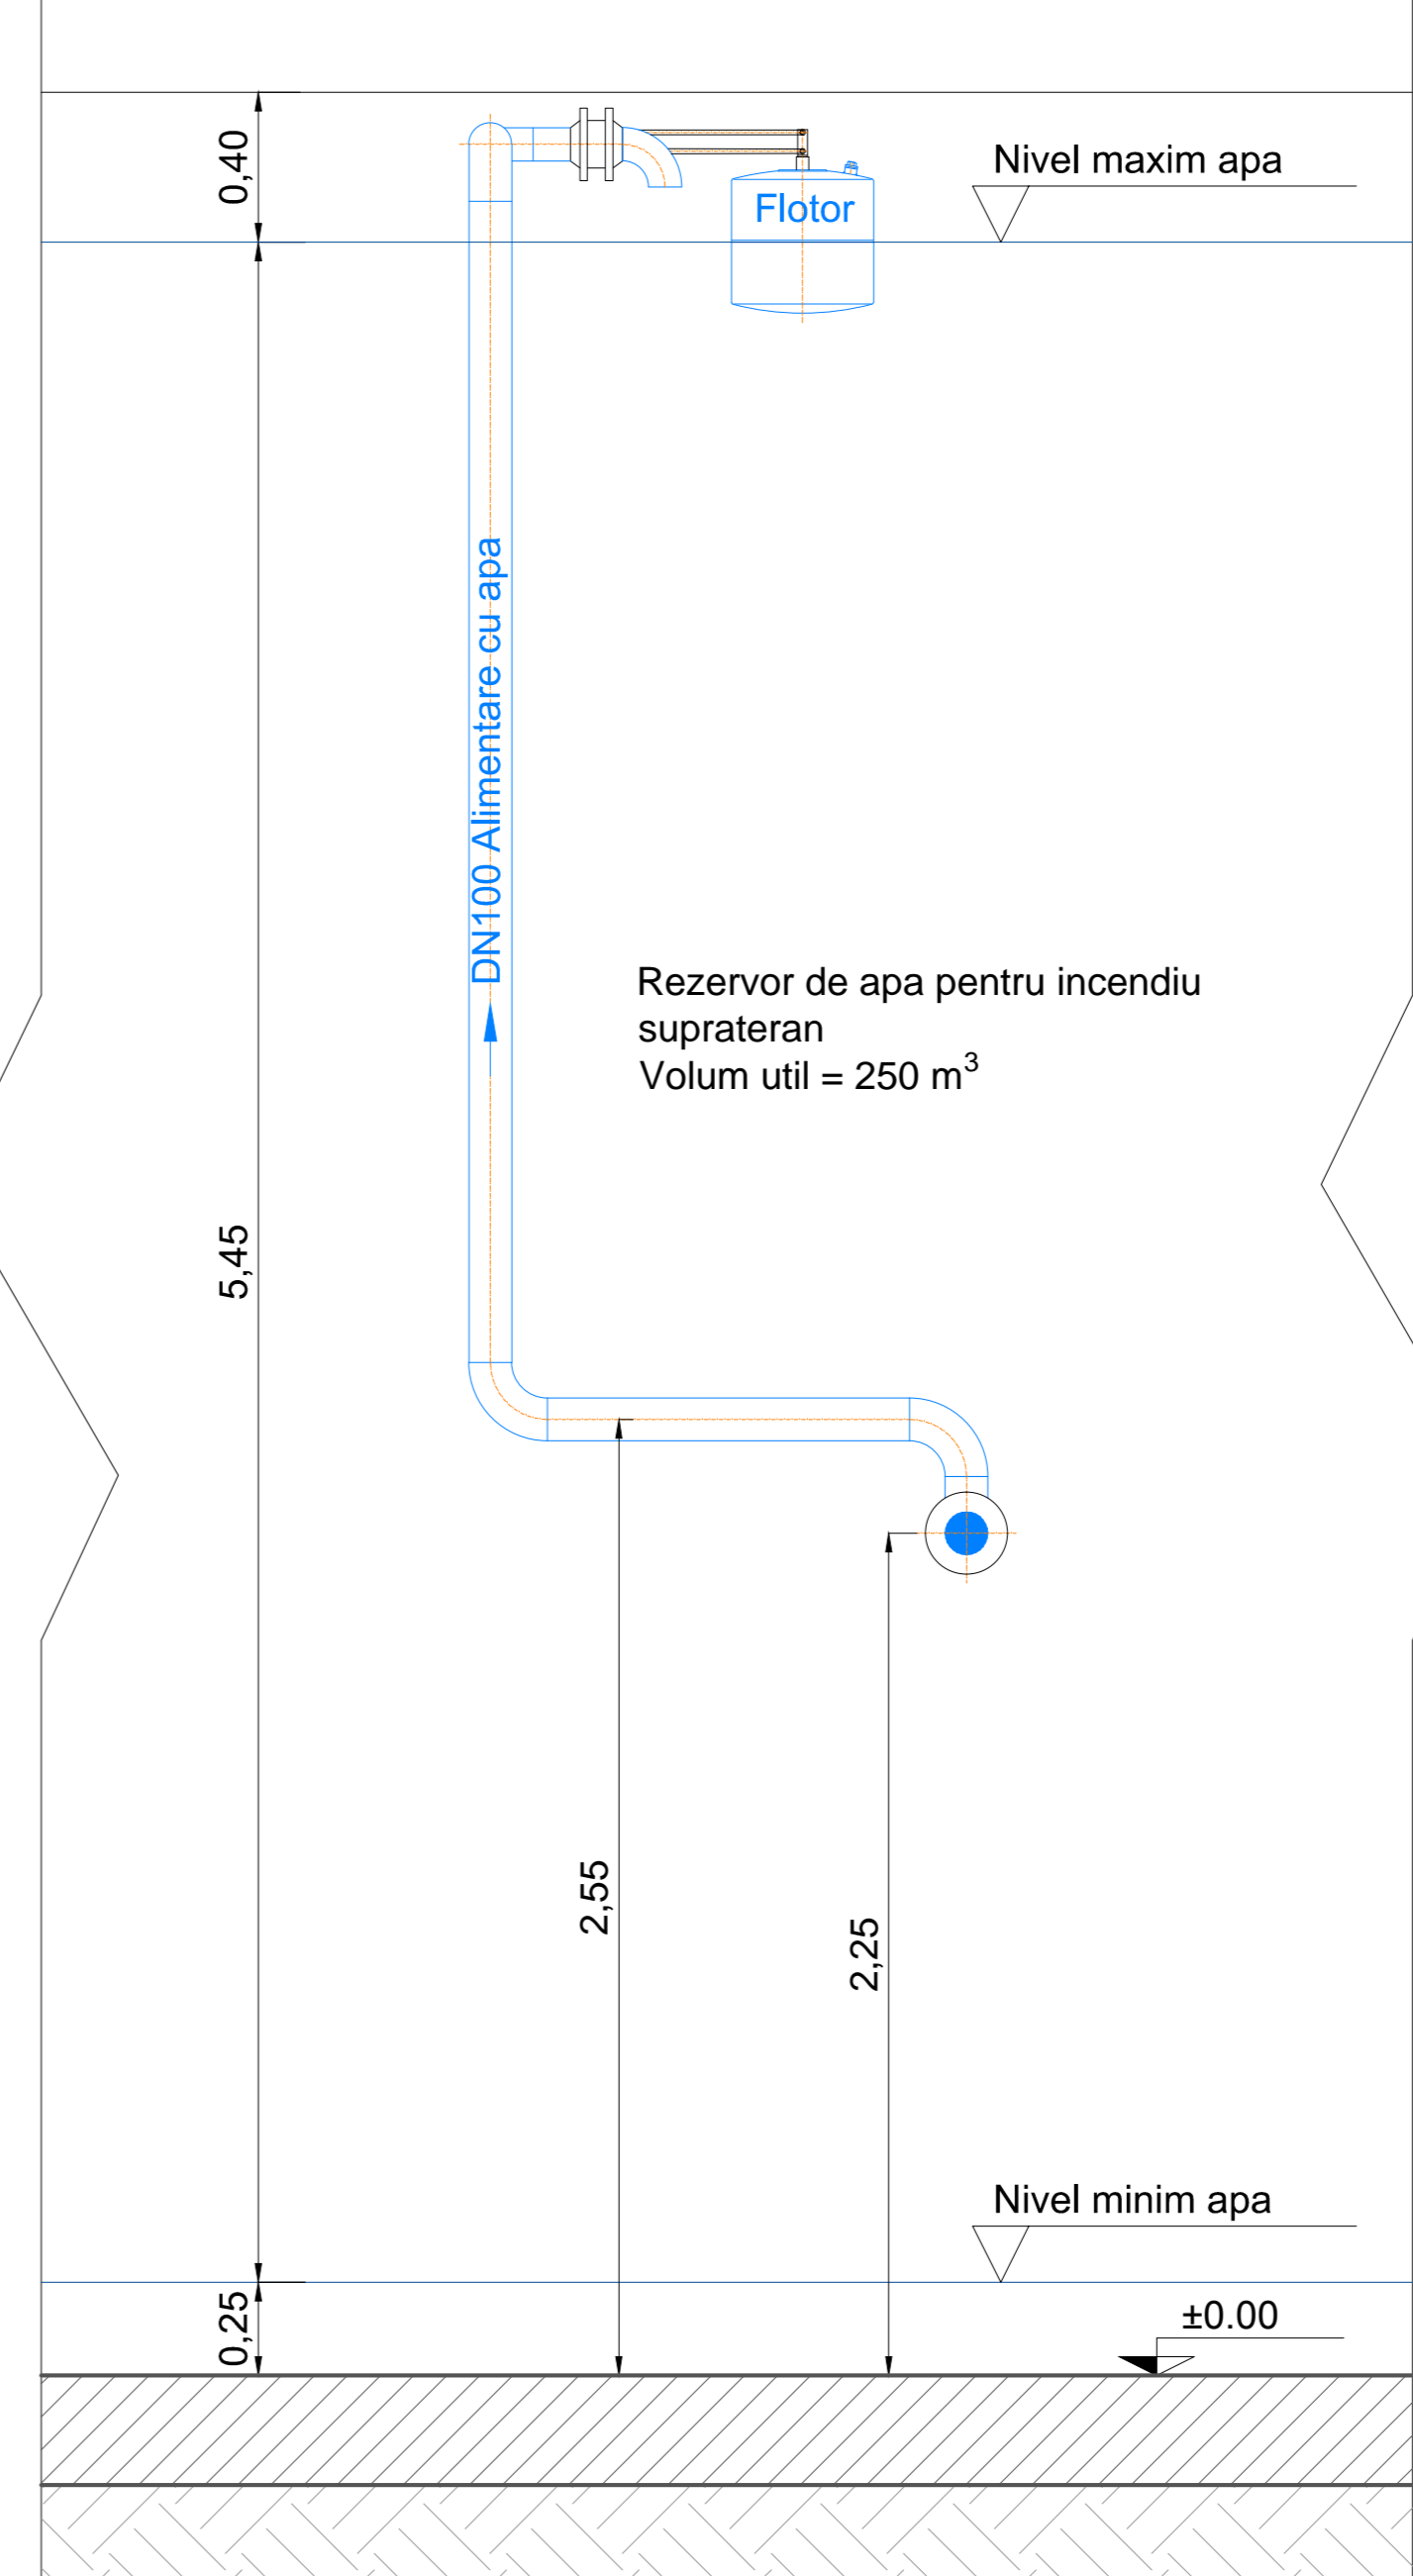 0,40
Nivel maxim apa
Flotor
DN100 Alimentare cu apa
Rezervor de apa pentru incendiu
suprateran
Volum util = 250 m³
5,45
2,55
2,25
Nivel minim apa
0,25
±0.00